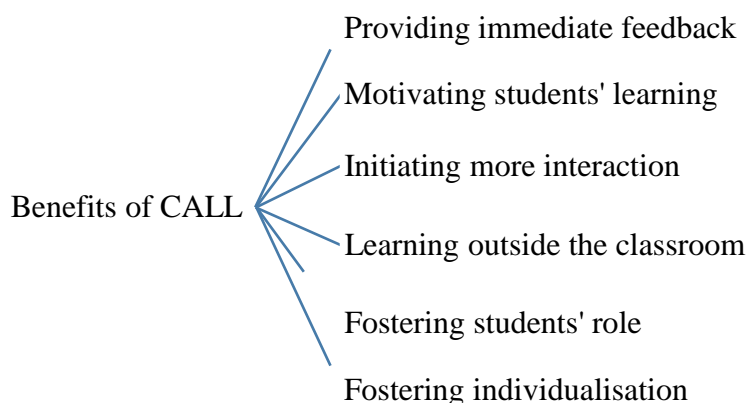 Providing immediate feedback
Motivating students' learning
Initiating more interaction
Benefits of CALL
Learning outside the classroom
Fostering students' role
Fostering individualisation